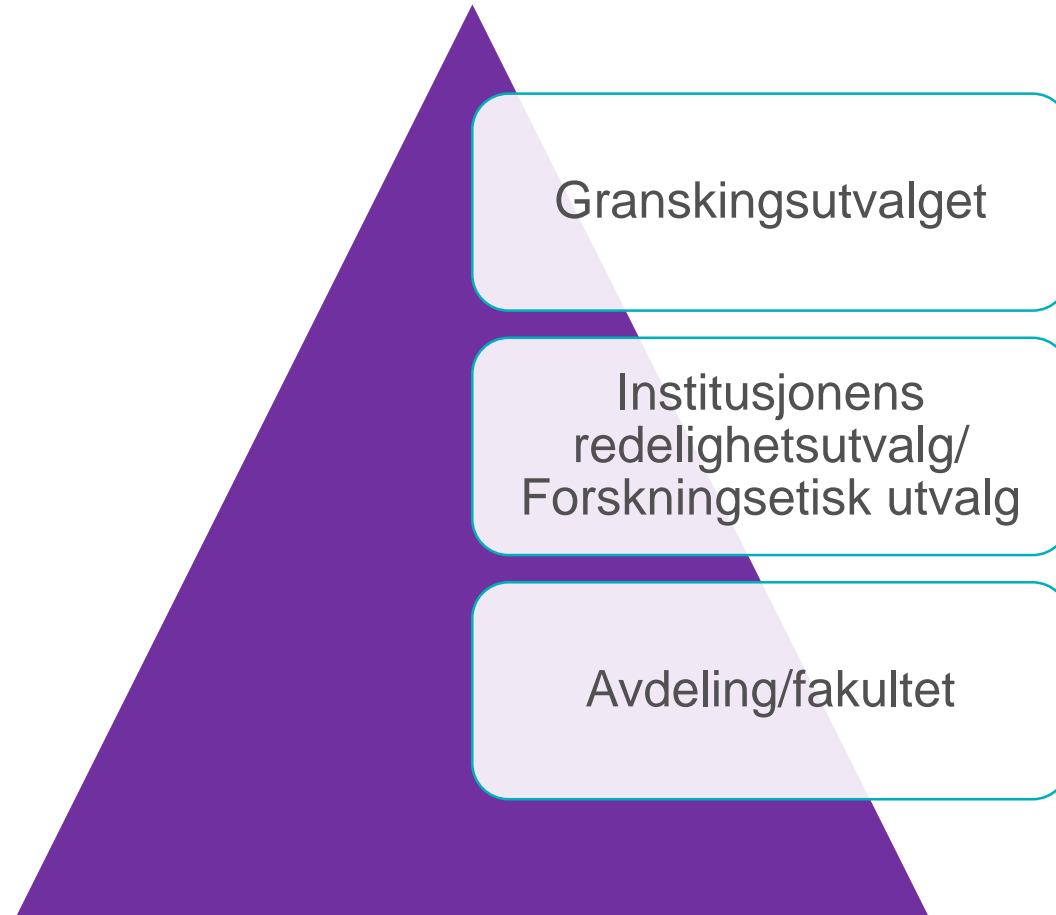 Granskingsutvalget
Institusjonens
redelighetsutvalg/
Forskningsetisk utvalg
Avdeling/fakultet